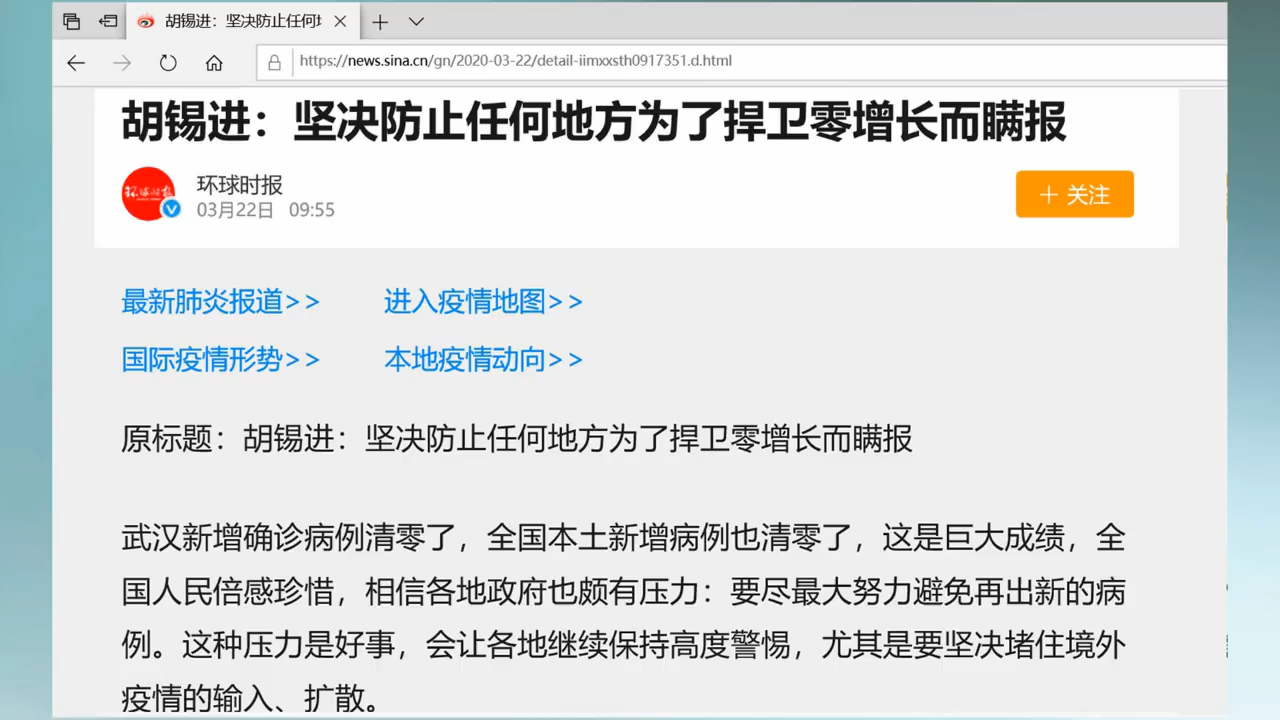 胡锡进：坚决防止任何
https://news.sina.cn/gn/2020-03-22/detail-iimxxsth0917351.d.html
胡锡进：坚决防止任何地方为了捍卫零增长而瞒报
环球时报
环球时报
03月22日 09:55
＋ 关注
最新肺炎报道>> 进入疫情地图>>
国际疫情形势>> 本地疫情动向>>
原标题：胡锡进：坚决防止任何地方为了捍卫零增长而瞒报
武汉新增确诊病例清零了，全国本土新增病例也清零了，这是巨大成绩，全
国人民倍感珍惜，相信各地政府也颇有压力：要尽最大努力避免再出新的病
例。这种压力是好事，会让各地继续保持高度警惕，尤其是要坚决堵住境外
疫情的输入、扩散。